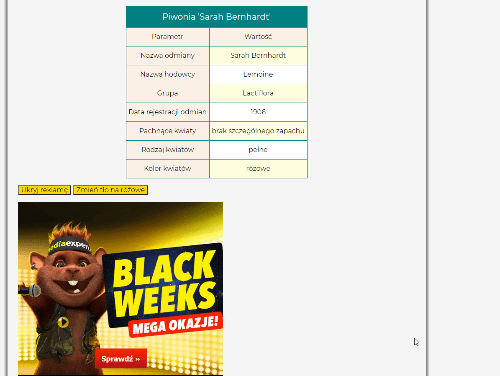 Piwonia 'Sarah Bernhardt'
Parametr Wartość
Nazwa odmiany Sarah Bernhardt
Nazwa hodowcy Lemoine
Grupa Lactiflora
Data rejestracji odmian 1906
Pachnące kwiaty brak szczególnego zapachu
Rodzaj kwiatów pełne
Kolor kwiatów różowe
Ukryj reklamę Zmień tło na różowe
mediaexpert
BLACK
WEEKS
MEGA OKAZJE!
Sprawdź »